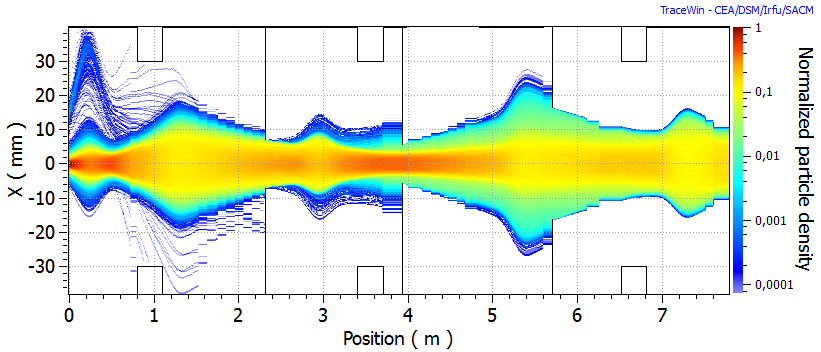 TraceWin - CEA/DSM/Irfu/SACM
30
20
10
0
-10
-20
-30
X ( mm )
0 1 2 3 4 5 6 7
Position ( m )
1
0,1
0,01
0,001
0,0001
Normalized particle density